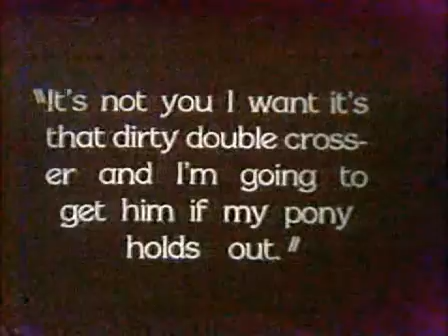 "It's not you I want it's
that dirty double cross-
er and I'm going to
get him if my pony
holds out."